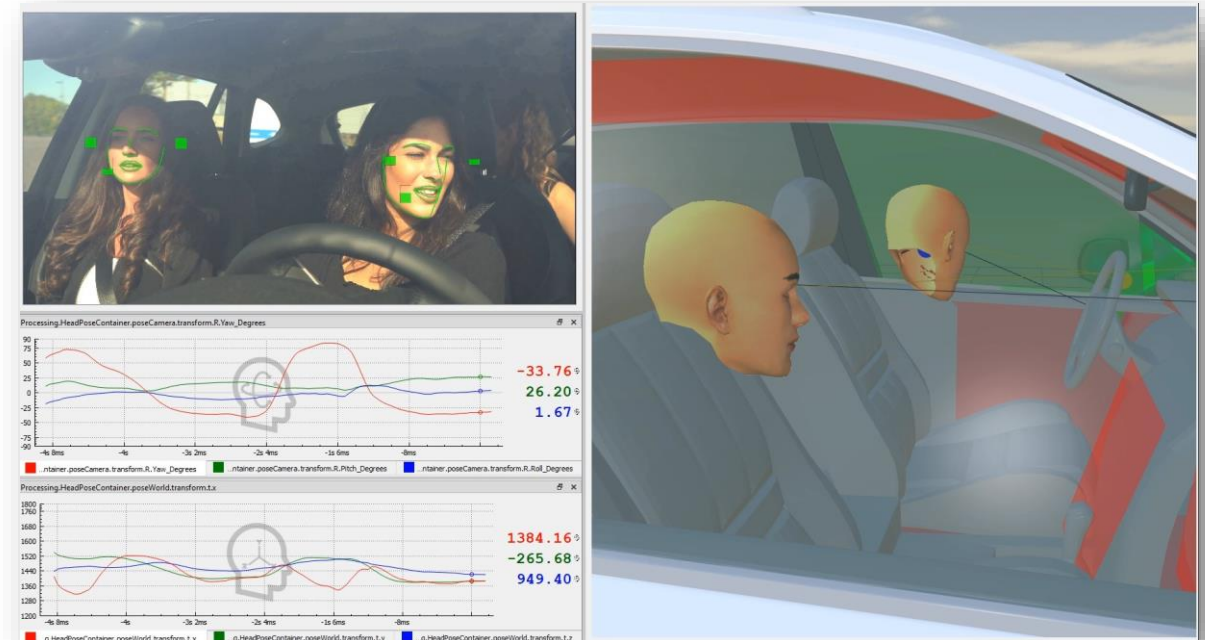 Processing.HeadPoseContainer.poseCamera.transform.R.Yaw_Degrees
90
75
50
25
0
-25
-50
-75
-90
-33.76
26.20
1.67
-4s 8ms
-4s
-3s 2ms
-2s 4ms
-1s 6ms
-8ms
...ntainer.poseCamera.transform.R.Yaw_Degrees
...ntainer.poseCamera.transform.R.Pitch_Degrees
...ntainer.poseCamera.transform.R.Roll_Degrees
Processing.HeadPoseContainer.poseWorld.transform.t.x
1800
1680
1600
1520
1440
1360
1280
1200
1384.16
-265.68
949.40
-4s 8ms
-4s
-3s 2ms
-2s 4ms
-1s 6ms
-8ms
...g.HeadPoseContainer.poseWorld.transform.t.x
...g.HeadPoseContainer.poseWorld.transform.t.y
...g.HeadPoseContainer.poseWorld.transform.t.z